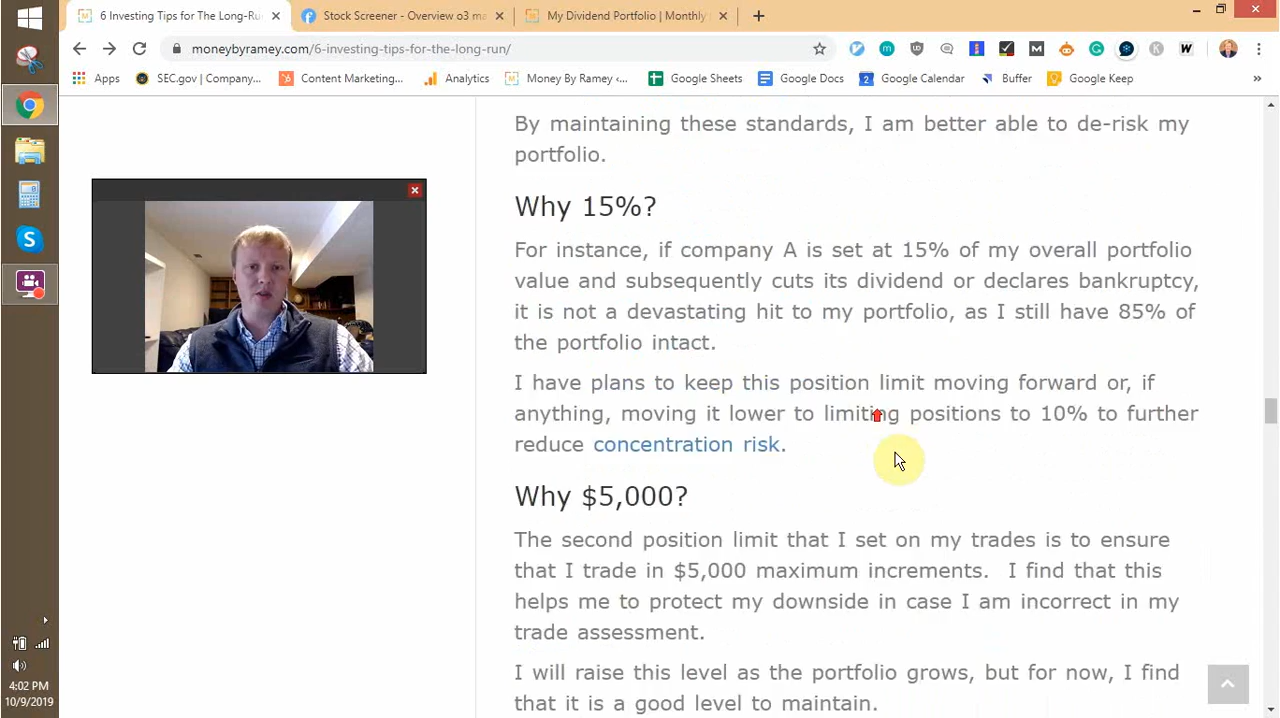 6 Investing Tips for The Long-Ru
Stock Screener - Overview o3 ma
My Dividend Portfolio | Monthly
moneybyramey.com/6-investing-tips-for-the-long-run/
Apps
SEC.gov | Company...
Content Marketing...
Analytics
Money By Ramey <...
Google Sheets
Google Docs
Google Calendar
Buffer
Google Keep
»
By maintaining these standards, I am better able to de-risk my
portfolio.
Why 15%?
For instance, if company A is set at 15% of my overall portfolio
value and subsequently cuts its dividend or declares bankruptcy,
it is not a devastating hit to my portfolio, as I still have 85% of
the portfolio intact.
I have plans to keep this position limit moving forward or, if
anything, moving it lower to limiting positions to 10% to further
reduce concentration risk.
Why $5,000?
The second position limit that I set on my trades is to ensure
that I trade in $5,000 maximum increments. I find that this
helps me to protect my downside in case I am incorrect in my
trade assessment.
I will raise this level as the portfolio grows, but for now, I find
that it is a good level to maintain.
4:02 PM
10/9/2019